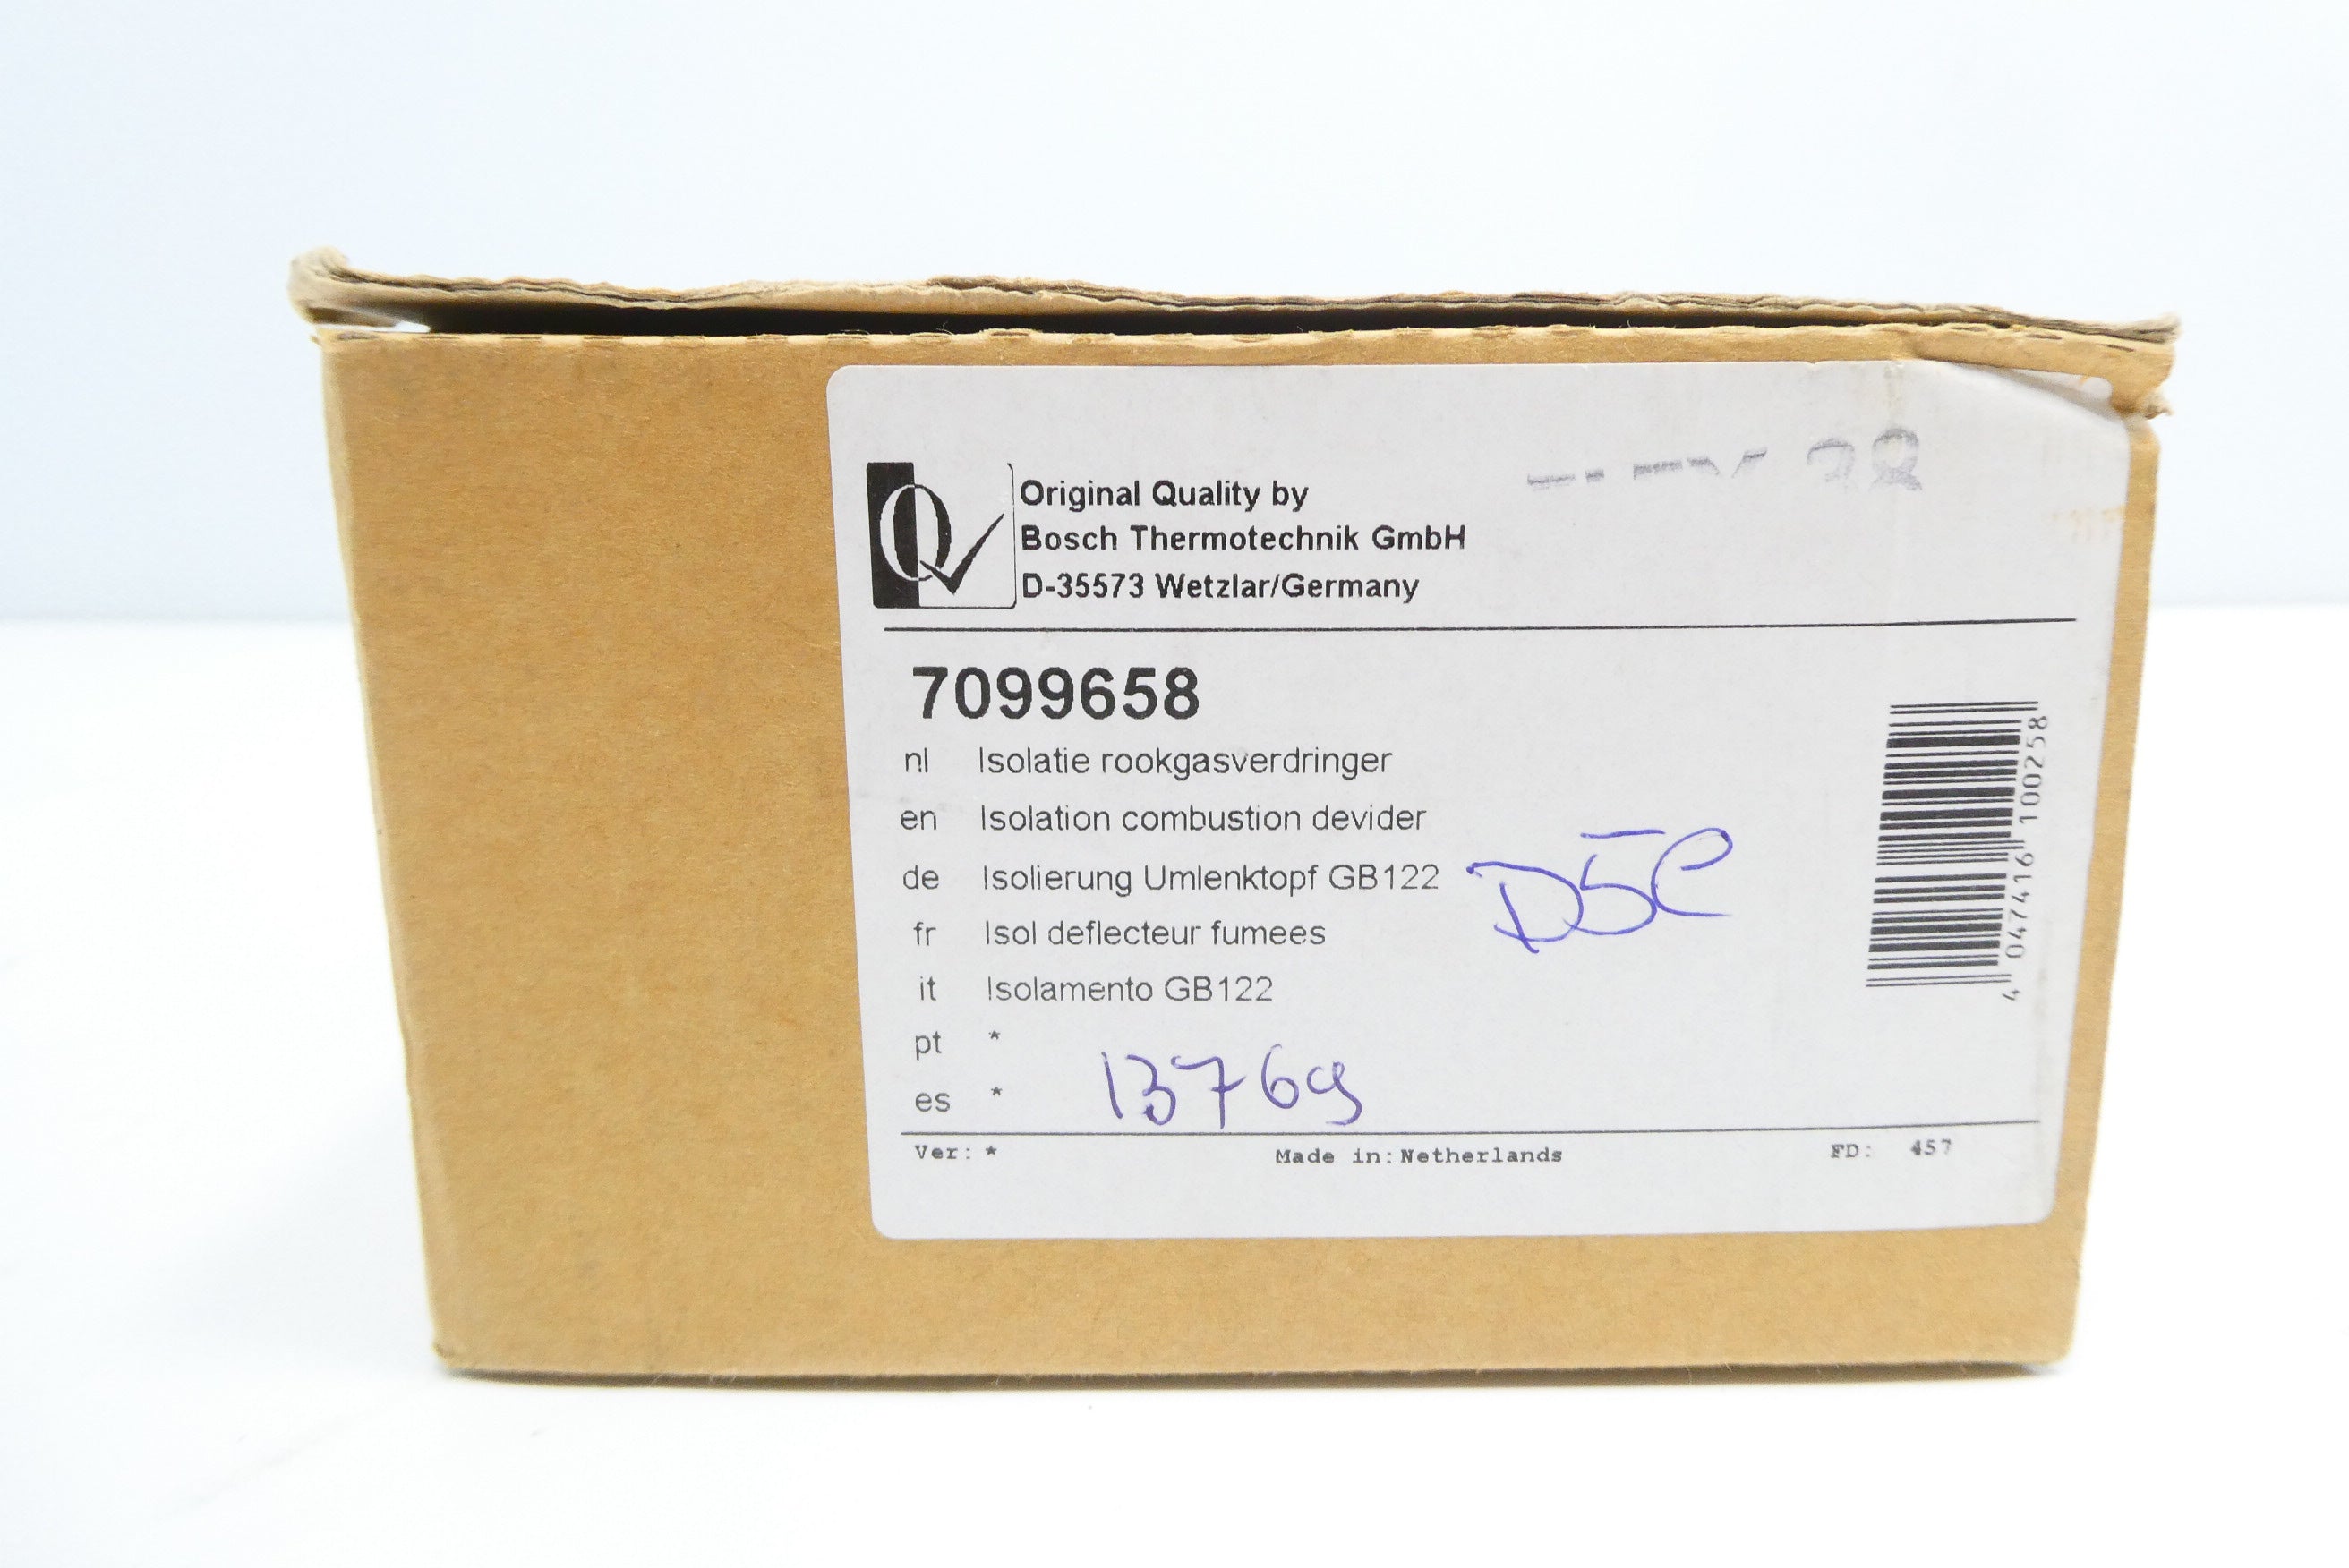 Original Quality by
Bosch Thermotechnik GmbH
D-35573 Wetzlar/Germany
7099658
nl Isolatie rookgasverdringer
en Isolation combustion devider
de Isolierung Umlenktopf GB122
fr Isol deflecteur fumees
it Isolamento GB122
pt *
es *
D5C
Ver: * Made in: Netherlands FD: 457
4 047416 100258